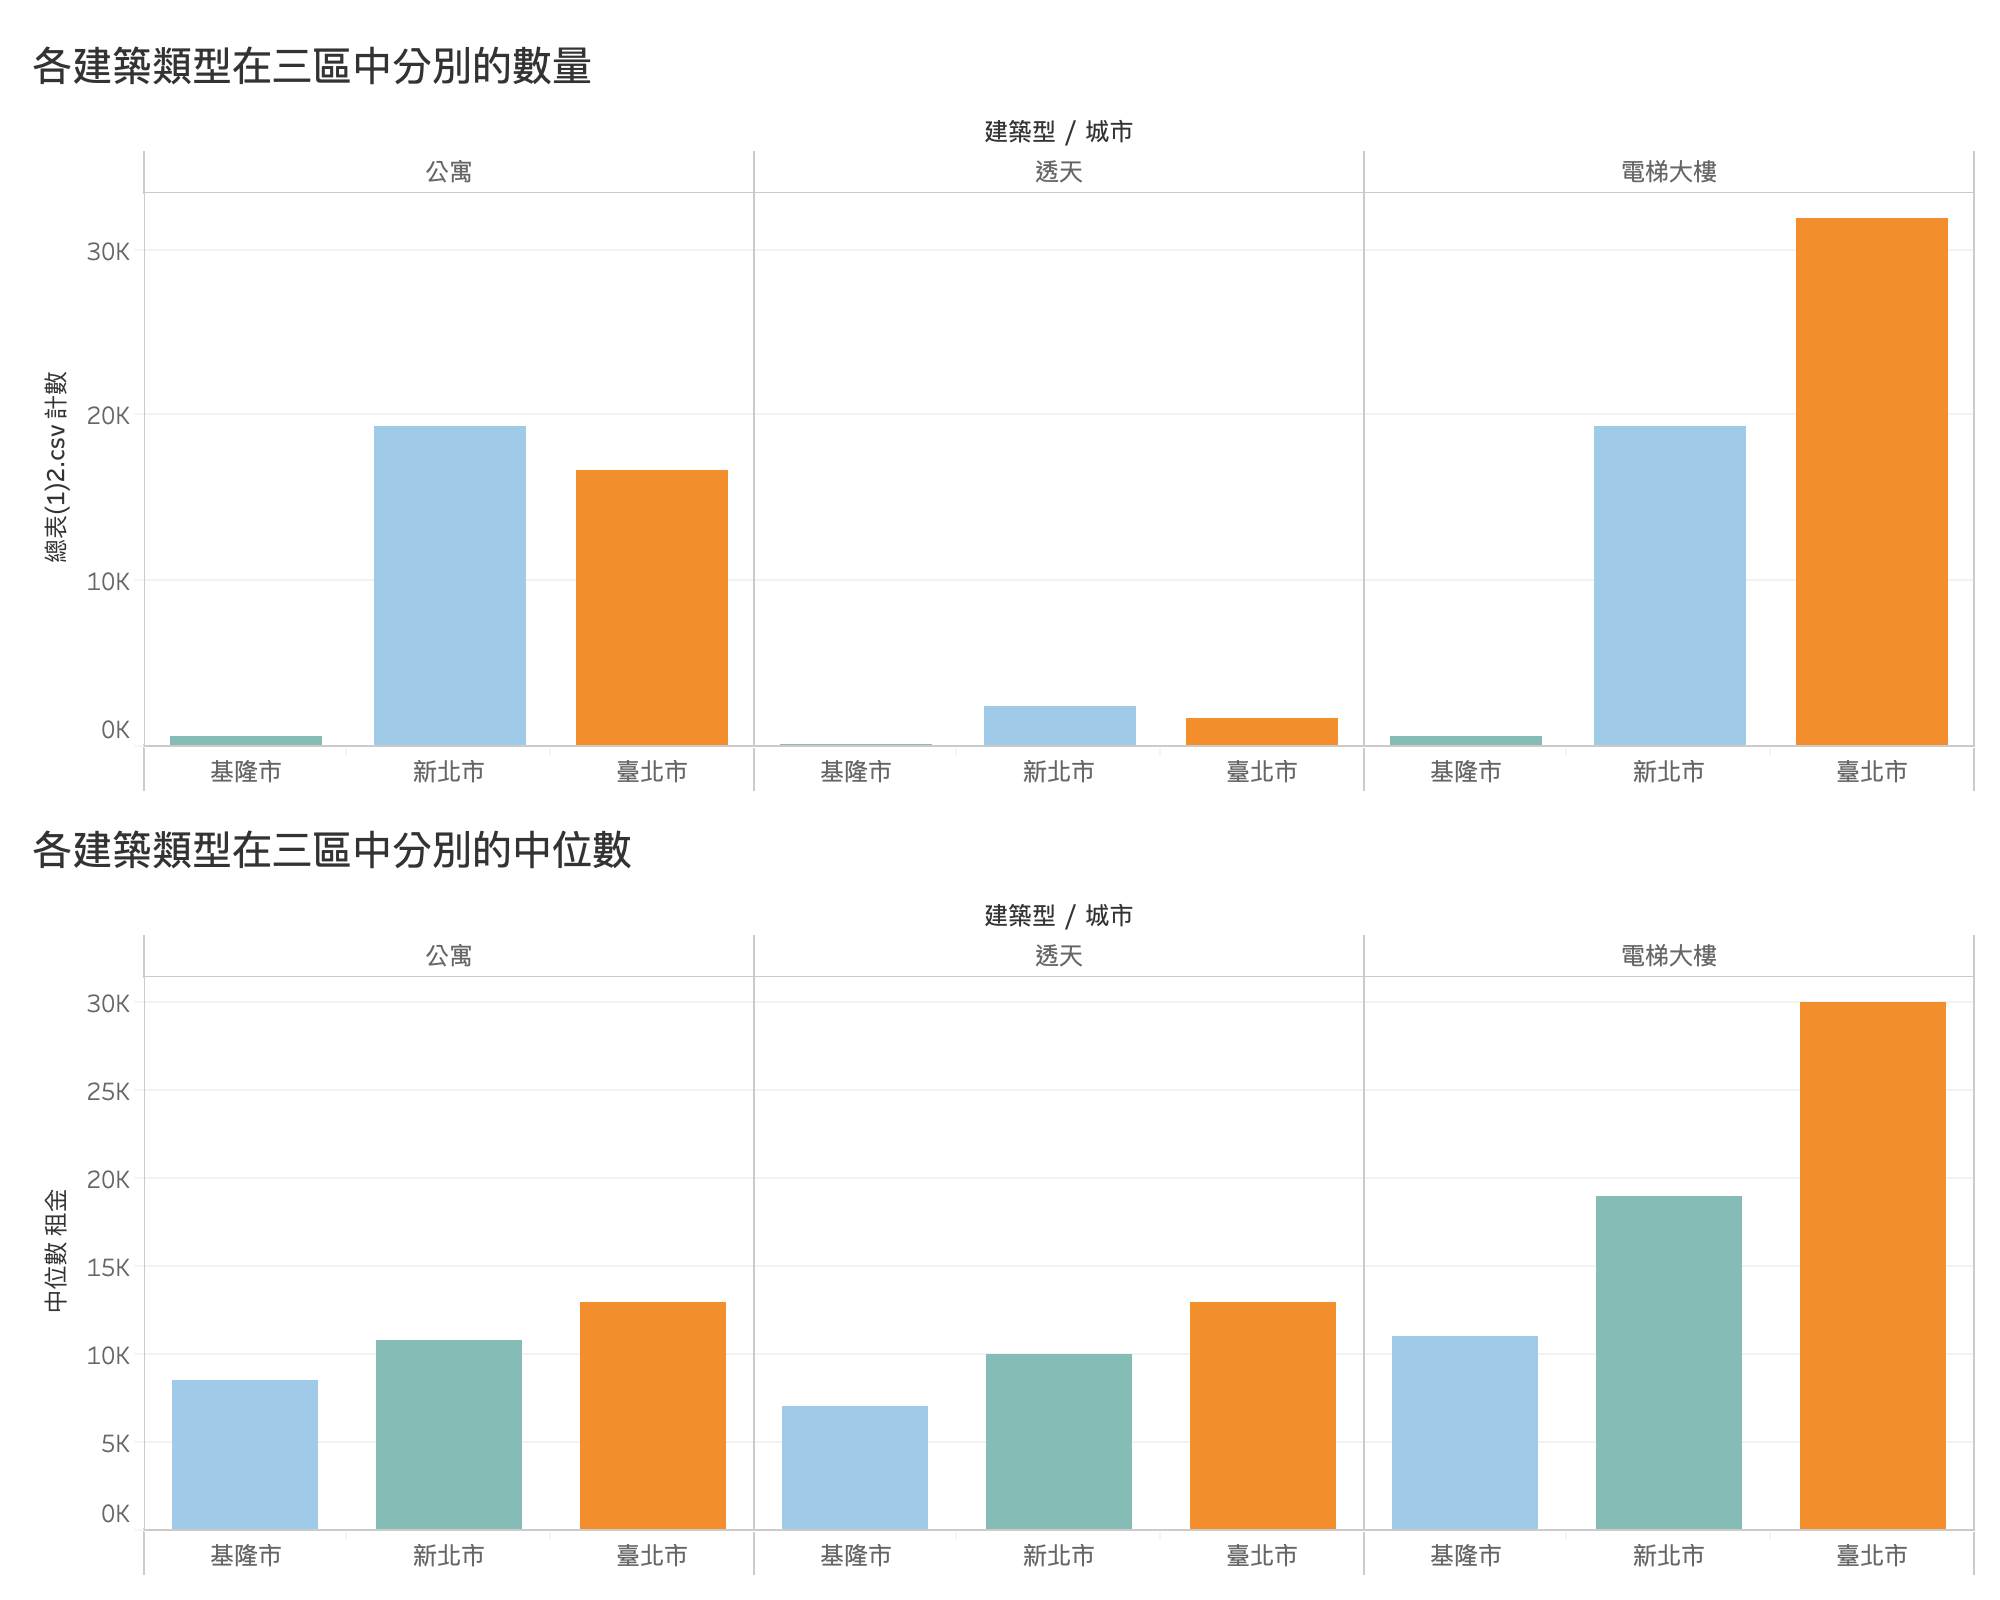 各建築類型在三區中分別的數量
建築型 / 城市
公寓 透天 電梯大樓
總表(1)2.csv 計數
30K
20K
10K
0K
基隆市 新北市 臺北市 基隆市 新北市 臺北市 基隆市 新北市 臺北市
各建築類型在三區中分別的中位數
建築型 / 城市
公寓 透天 電梯大樓
中位數 租金
30K
25K
20K
15K
10K
5K
0K
基隆市 新北市 臺北市 基隆市 新北市 臺北市 基隆市 新北市 臺北市